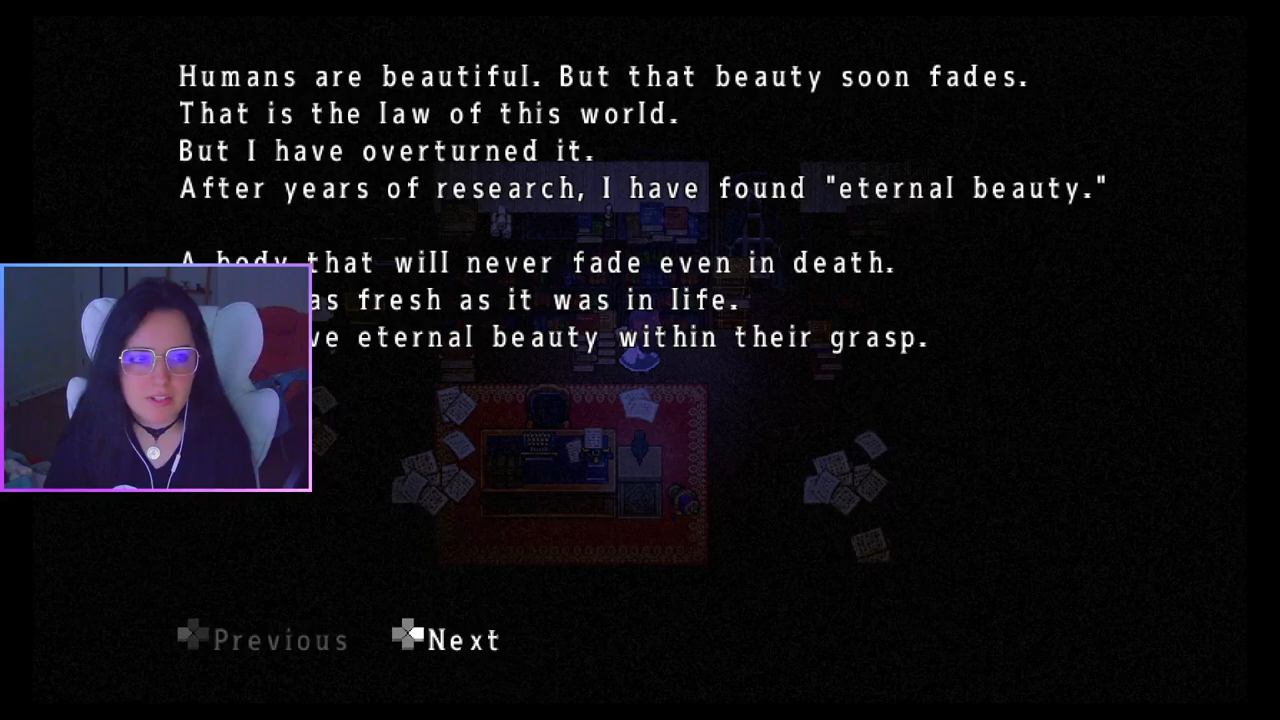 Humans are beautiful. But that beauty soon fades.
That is the law of this world.
But I have overturned it.
After years of research, I have found "eternal beauty."
A body that will never fade even in death.
as fresh as it was in life.
eternal beauty within their grasp.
Previous
Next